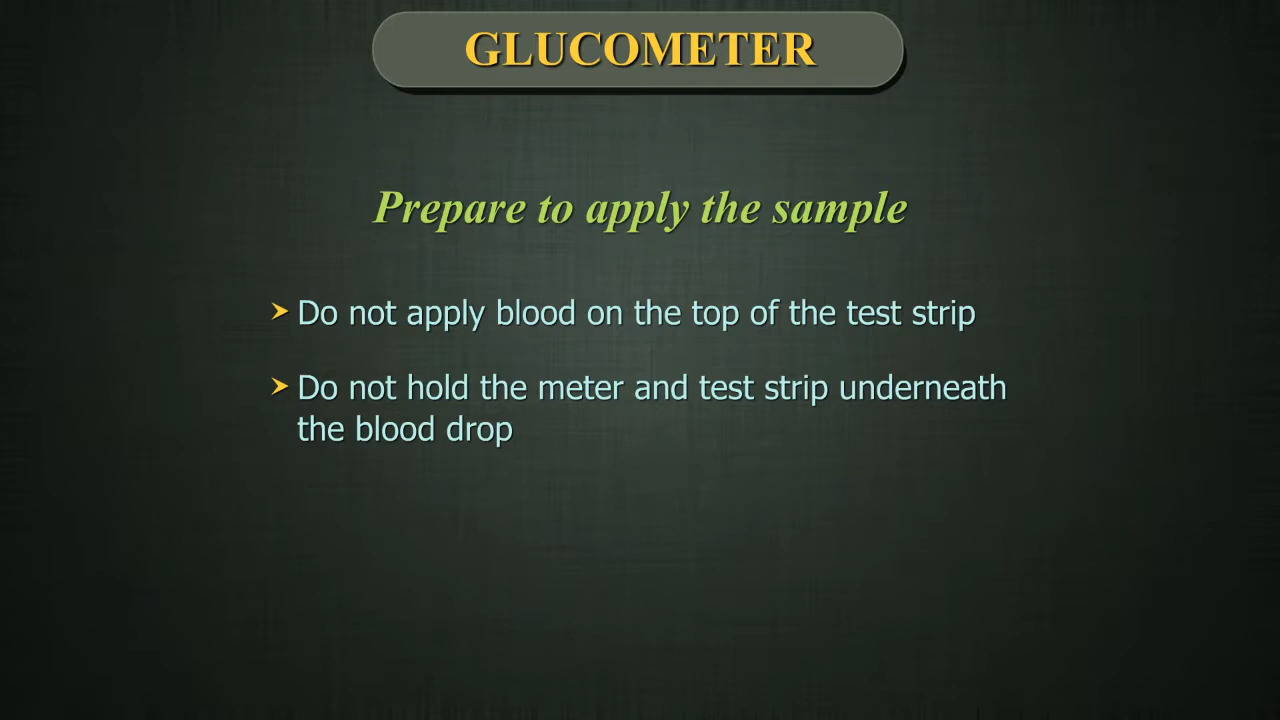 GLUCOMETER
Prepare to apply the sample
➤ Do not apply blood on the top of the test strip
➤ Do not hold the meter and test strip underneath
the blood drop